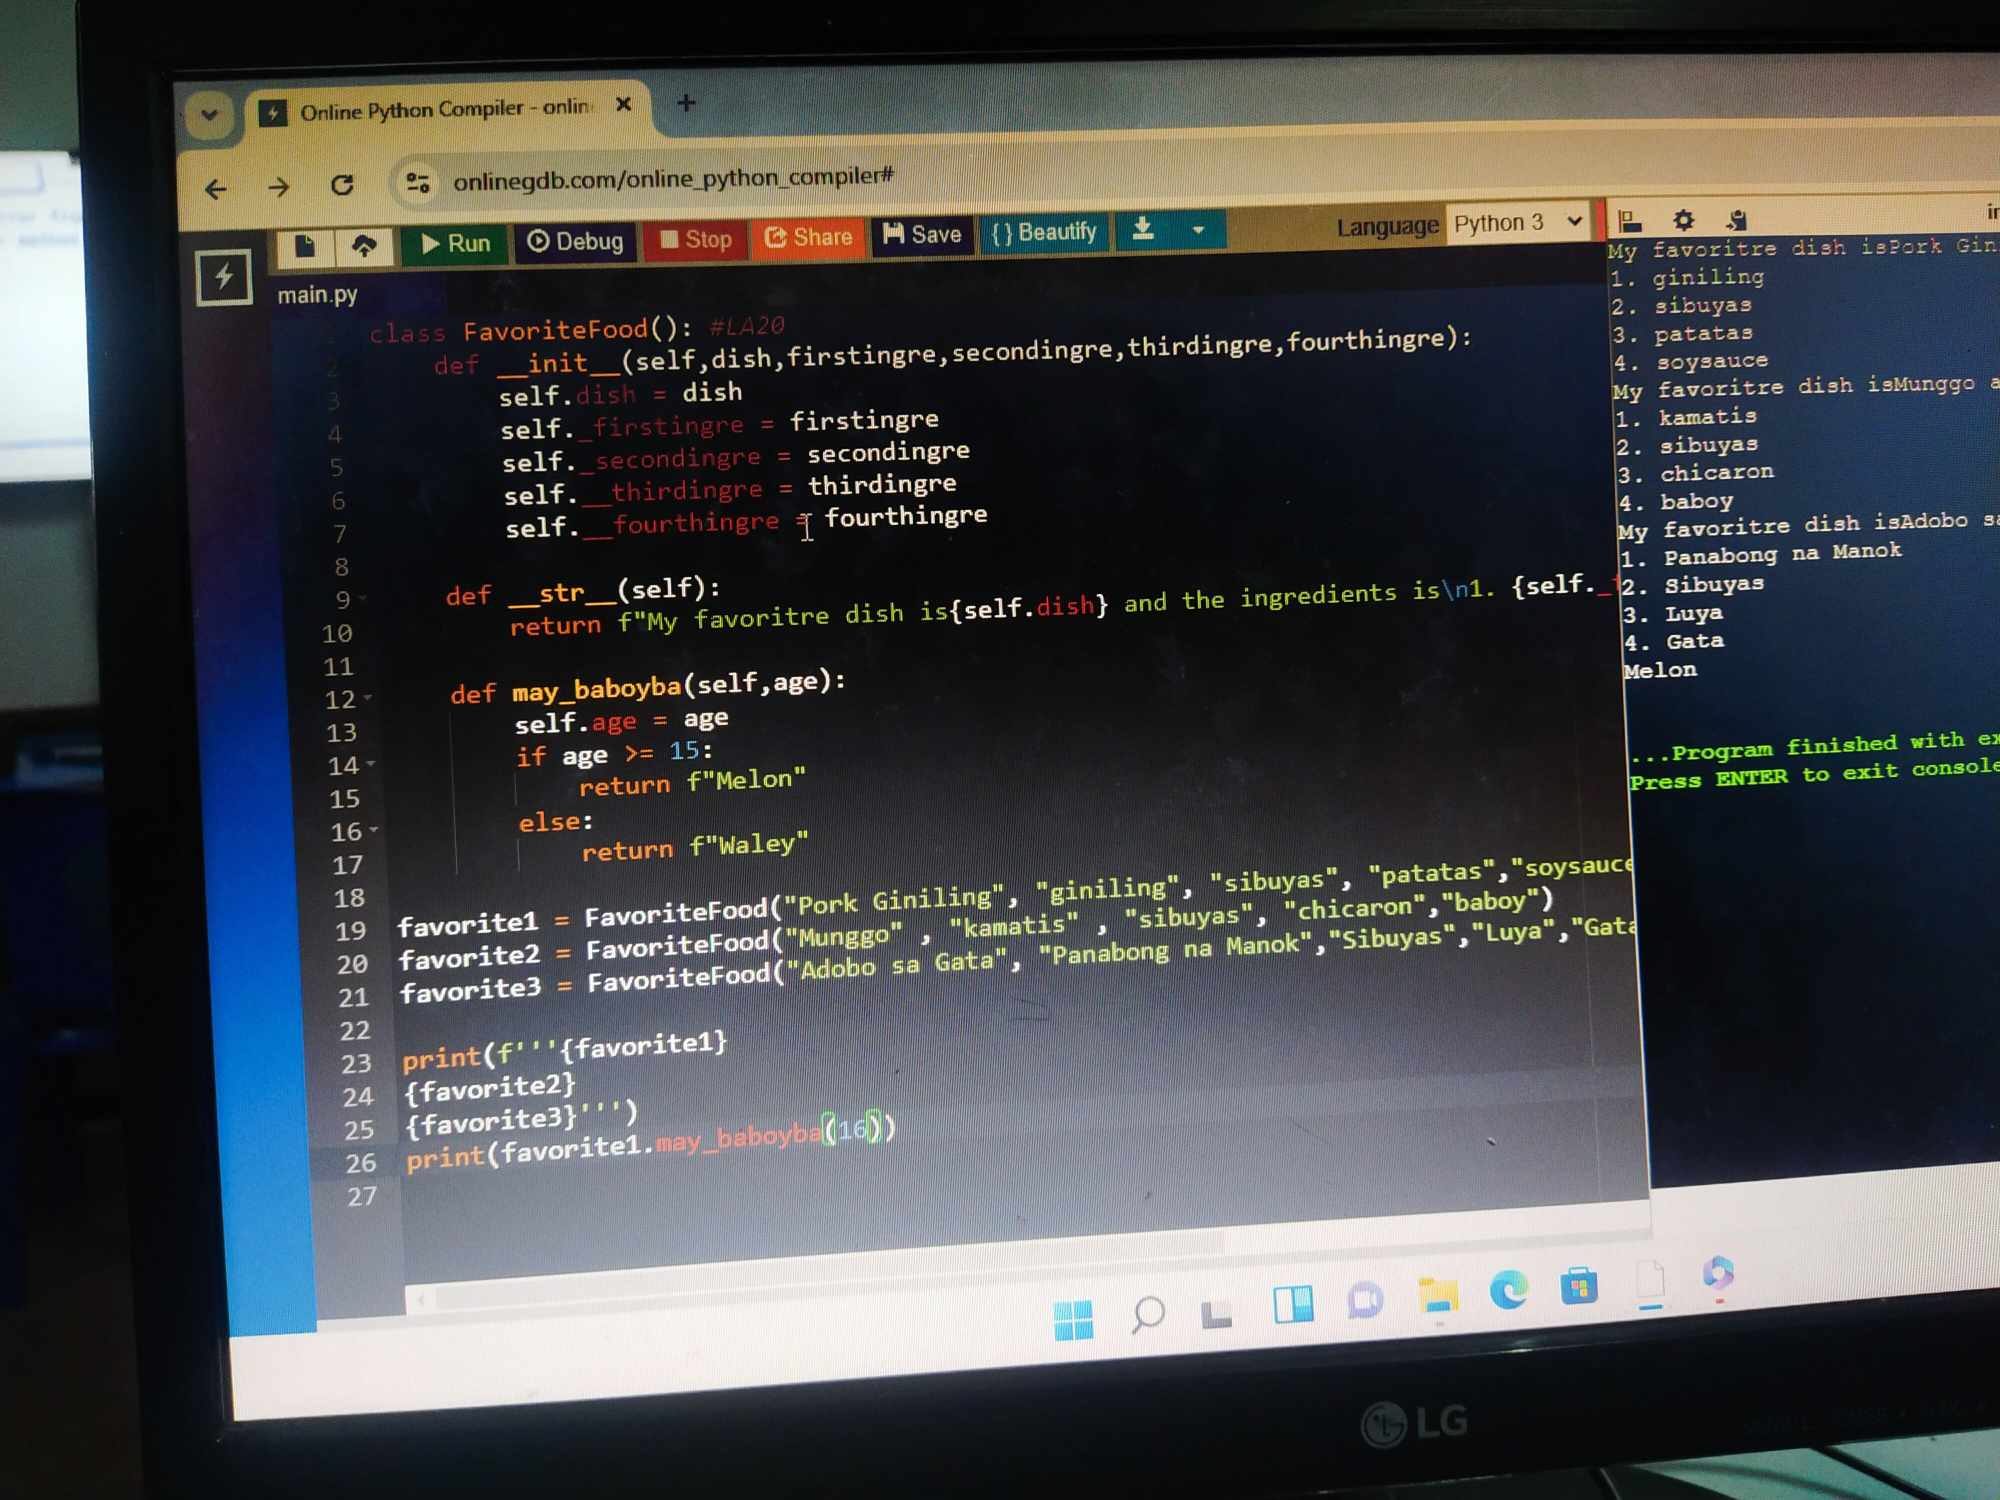 Online Python Compiler - onlin
onlinegdb.com/online_python_compiler#
Run Debug Stop Share Save {} Beautify Language Python 3
main.py
1 class FavoriteFood(): #LA20
2 def __init__(self,dish,firstingre,secondingre,thirdingre,fourthingre):
3 self.dish = dish
4 self._firstingre = firstingre
5 self._secondingre = secondingre
6 self.__thirdingre = thirdingre
7 self.__fourthingre = fourthingre
8
9 def __str__(self):
10 return f"My favoritre dish is{self.dish} and the ingredients is\n1. {self._
11
12 def may_baboyba(self,age):
13 self.age = age
14 if age >= 15:
15 return f"Melon"
16 else:
17 return f"Waley"
18
19 favorite1 = FavoriteFood("Pork Giniling", "giniling", "sibuyas", "patatas","soysauce
20 favorite2 = FavoriteFood("Munggo" , "kamatis" , "sibuyas", "chicaron","baboy")
21 favorite3 = FavoriteFood("Adobo sa Gata", "Panabong na Manok","Sibuyas","Luya","Gata
22
23 print(f'''{favorite1}
24 {favorite2}
25 {favorite3}''')
26 print(favorite1.may_baboyba(16))
27
My favoritre dish isPork Gin
1. giniling
2. sibuyas
3. patatas
4. soysauce
My favoritre dish isMunggo a
1. kamatis
2. sibuyas
3. chicaron
4. baboy
My favoritre dish isAdobo sa
1. Panabong na Manok
2. Sibuyas
3. Luya
4. Gata
Melon
...Program finished with ex
Press ENTER to exit console
LG